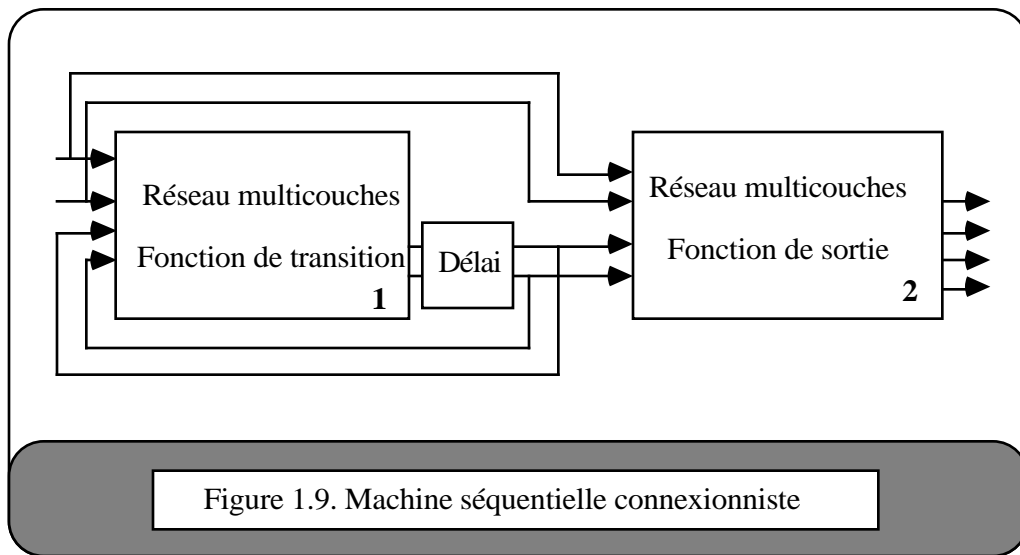 Réseau multicouches
Fonction de transition
1
Délai
Réseau multicouches
Fonction de sortie
2
Figure 1.9. Machine séquentielle connexionniste